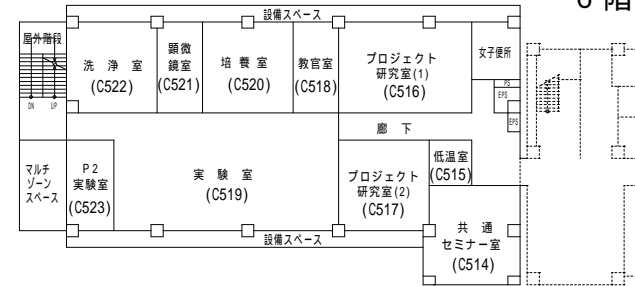 6 階
設備スペース
屋外階段
DN UP
洗 浄 室
(C522)
顕微
鏡室
(C521)
培 養 室
(C520)
教官室
(C518)
プロジェクト
研究室(1)
(C516)
女子便所
PS
EPS
EPS
廊 下
マルチ
ゾーン
スペース
P2
実験室
(C523)
実 験 室
(C519)
プロジェクト
研究室(2)
(C517)
低温室
(C515)
共 通
セミナー室
(C514)
設備スペース